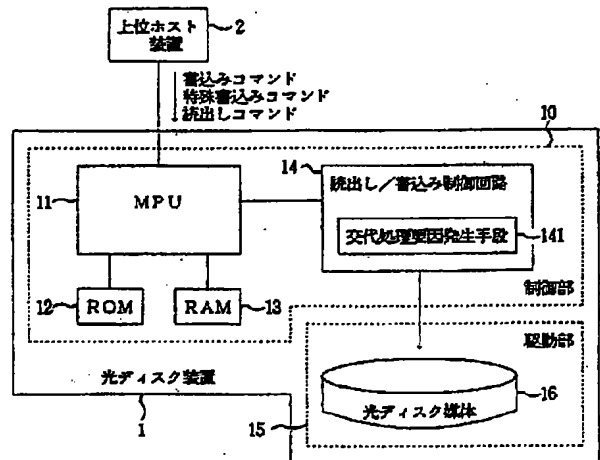 上位ホスト
装置
2
書込みコマンド
特殊書込みコマンド
読出しコマンド
10
11
MPU
14
読出し/書込み制御回路
交代処理要因発生手段
141
12
ROM
RAM
13
制御部
駆動部
光ディスク装置
1
15
光ディスク媒体
16